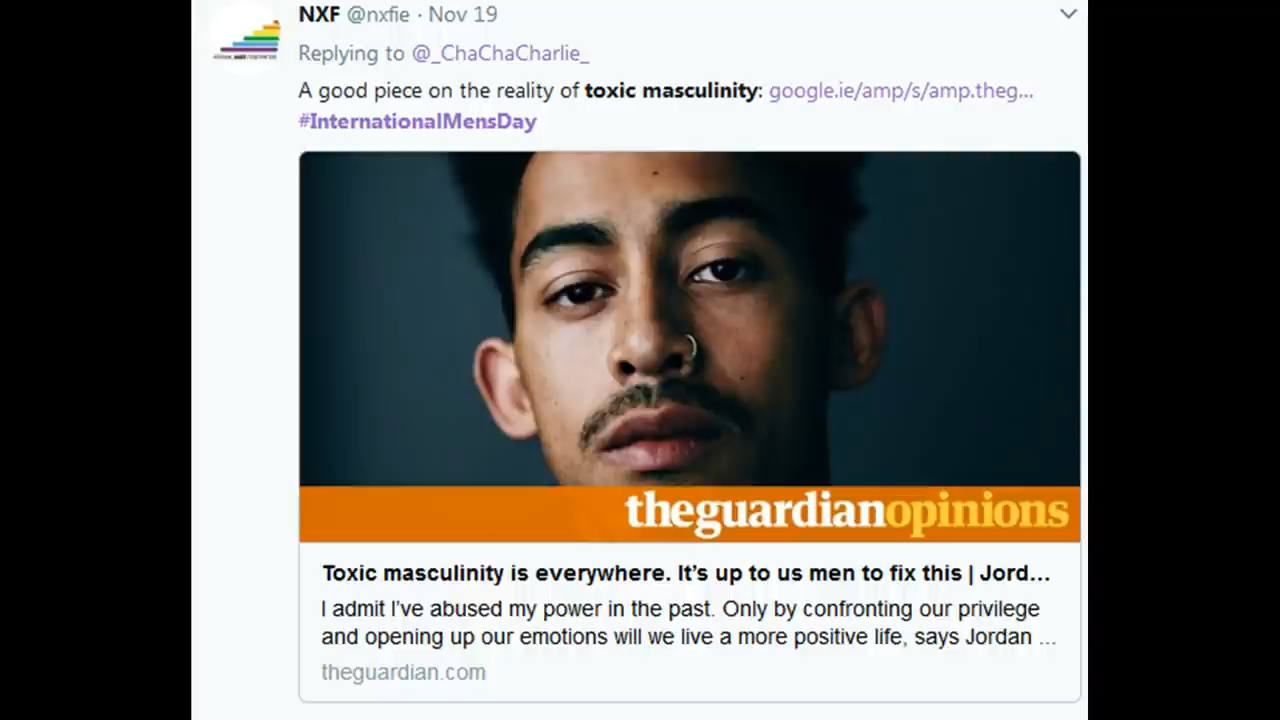 NXF @nxfie · Nov 19
Replying to @_ChaChaCharlie_
A good piece on the reality of toxic masculinity: google.ie/amp/s/amp.theg...
#InternationalMensDay
theguardianopinions
Toxic masculinity is everywhere. It's up to us men to fix this | Jord...
I admit I've abused my power in the past. Only by confronting our privilege
and opening up our emotions will we live a more positive life, says Jordan ...
theguardian.com